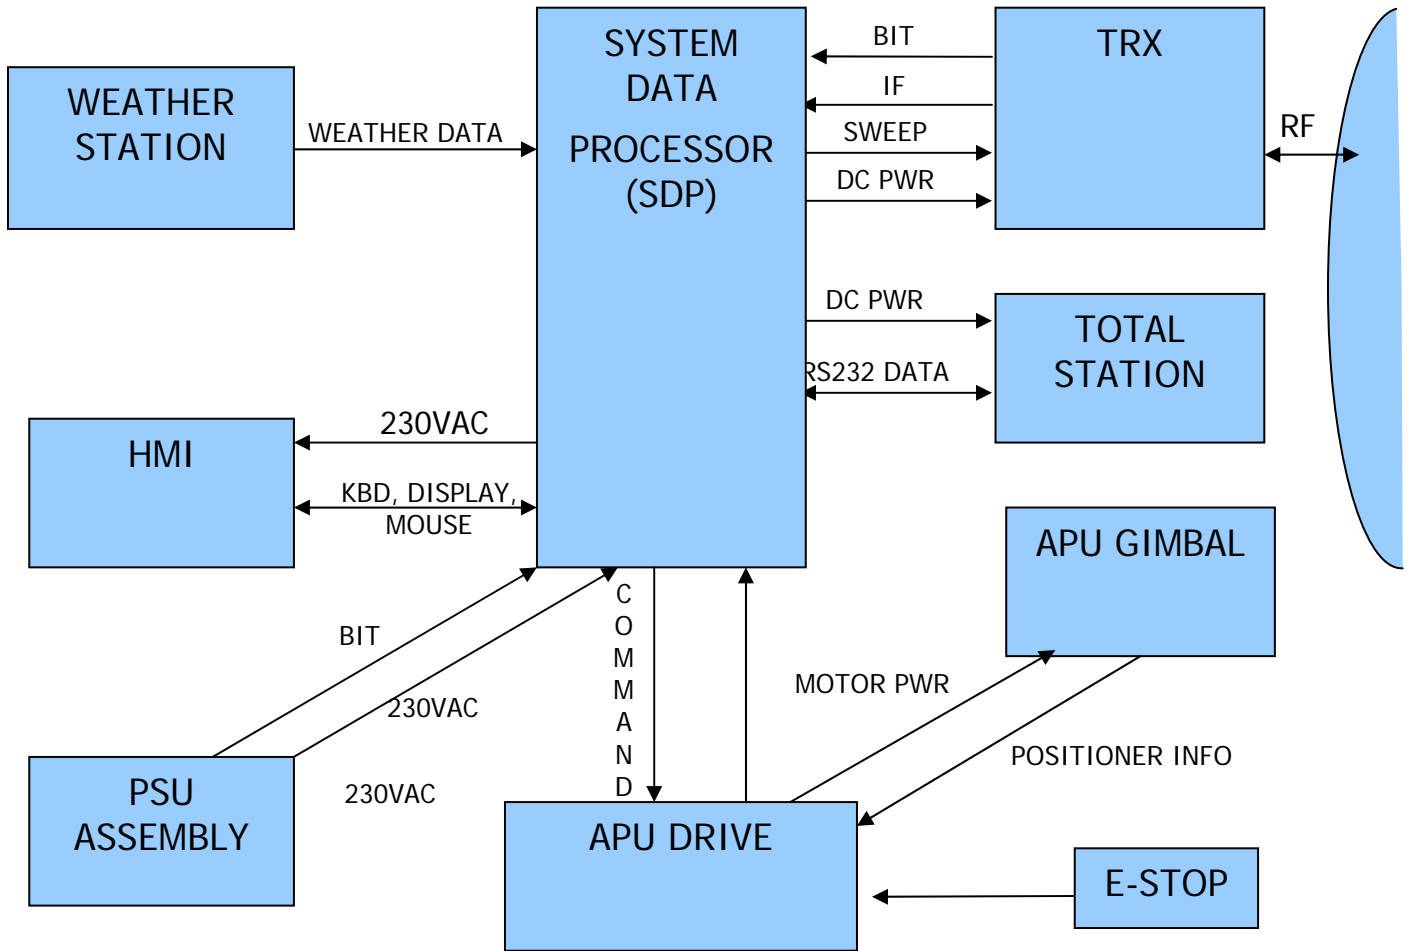 SYSTEM
DATA
PROCESSOR
(SDP)
TRX
BIT
IF
SWEEP
DC PWR
RF
WEATHER
STATION
WEATHER DATA
DC PWR
RS232 DATA
TOTAL
STATION
HMI
230VAC
KBD, DISPLAY,
MOUSE
APU GIMBAL
BIT
230VAC
COMMAND
MOTOR PWR
POSITIONER INFO
PSU
ASSEMBLY
230VAC
APU DRIVE
E-STOP